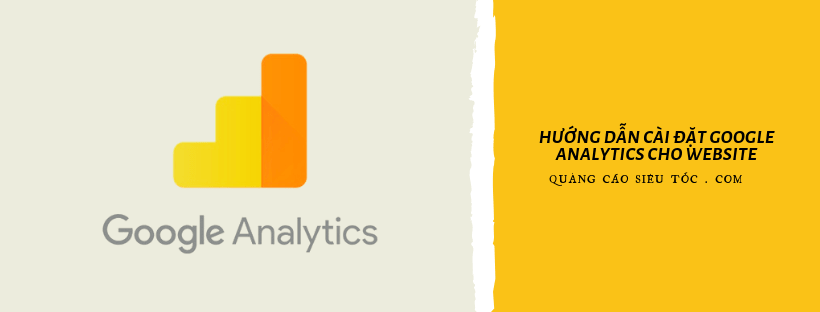 Google Analytics
HƯỚNG DẪN CÀI ĐẶT GOOGLE
ANALYTICS CHO WEBSITE
QUẢNG CÁO SIÊU TỐC . COM